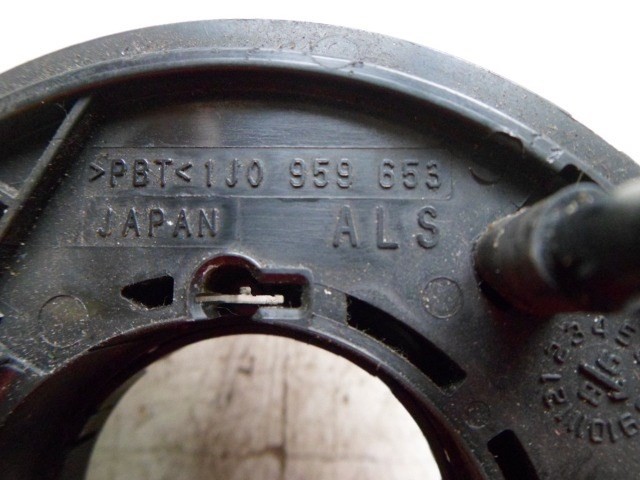 >PBT< 1J0 959 653
JAPAN ALS